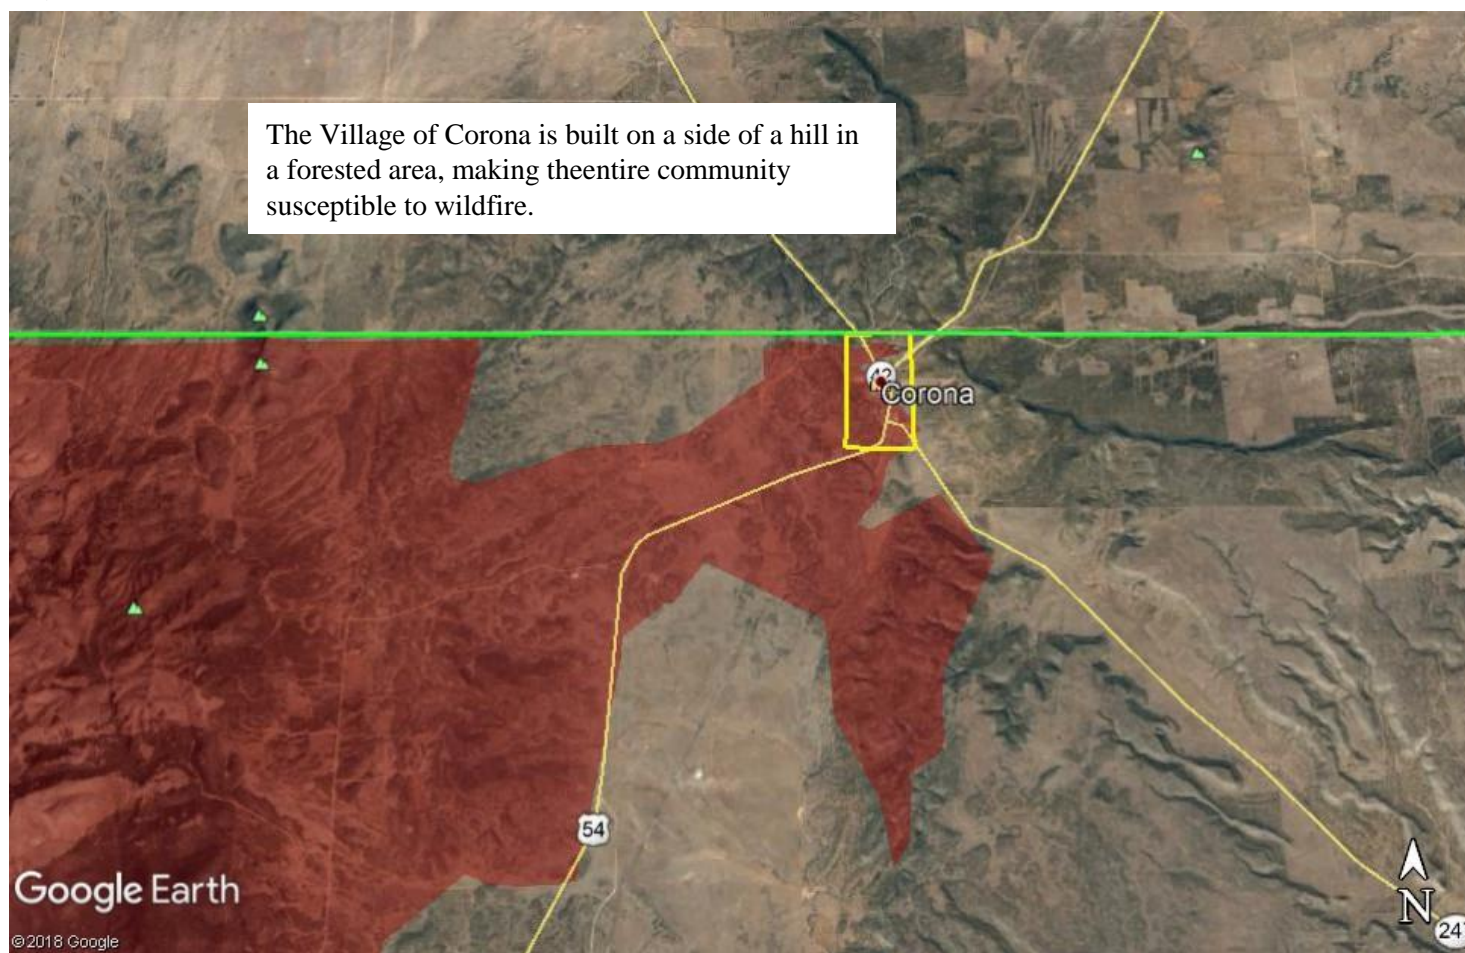 The Village of Corona is built on a side of a hill in
a forested area, making theentire community
susceptible to wildfire.
Corona
54
Google Earth
N
©2018 Google